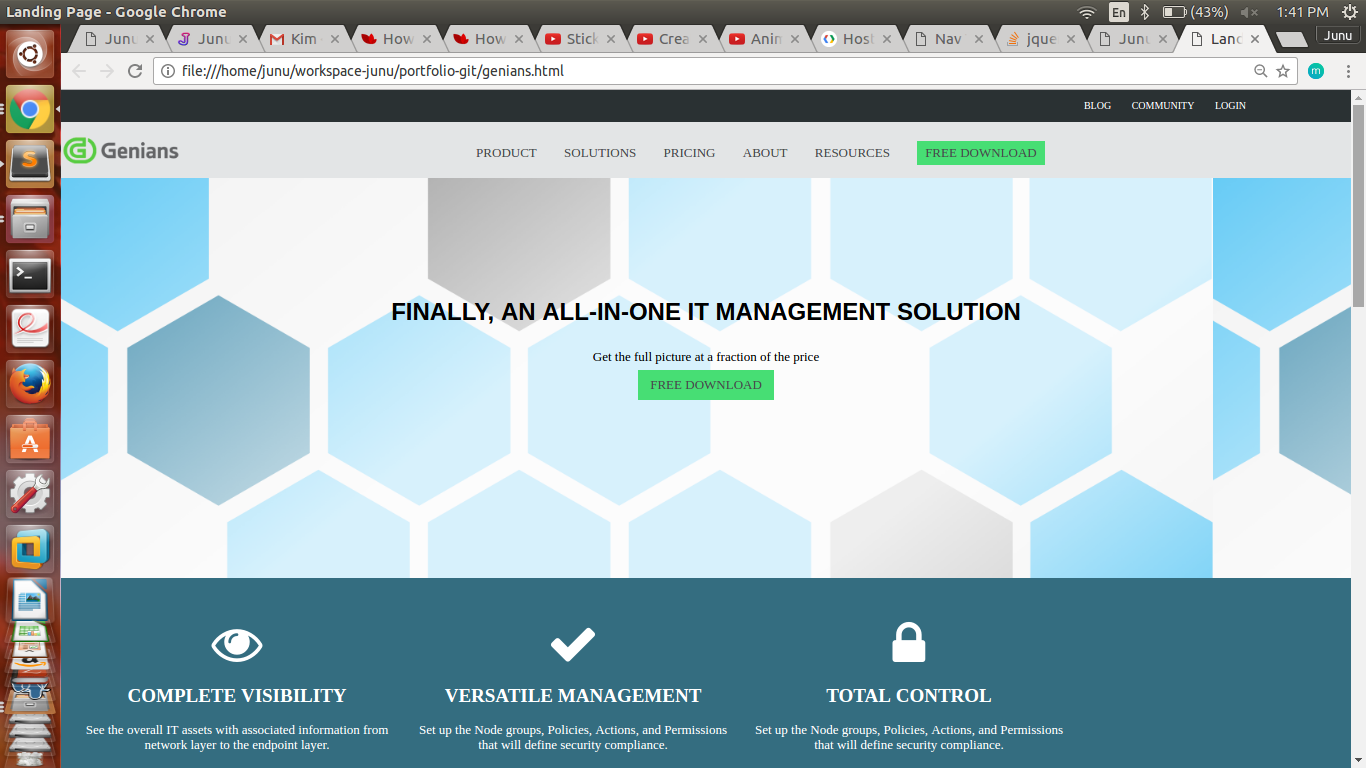 Landing Page - Google Chrome
En
(43%)
1:41 PM
Junu
Junu
Kim -
How
How
Stick
Crea
Anim
Host
Nav
jque
Junu
Land
Junu
file:///home/junu/workspace-junu/portfolio-git/genians.html
m
BLOG COMMUNITY LOGIN
Genians
PRODUCT SOLUTIONS PRICING ABOUT RESOURCES FREE DOWNLOAD
FINALLY, AN ALL-IN-ONE IT MANAGEMENT SOLUTION
Get the full picture at a fraction of the price
FREE DOWNLOAD
COMPLETE VISIBILITY
See the overall IT assets with associated information from
network layer to the endpoint layer.
VERSATILE MANAGEMENT
Set up the Node groups, Policies, Actions, and Permissions
that will define security compliance.
TOTAL CONTROL
Set up the Node groups, Policies, Actions, and Permissions
that will define security compliance.